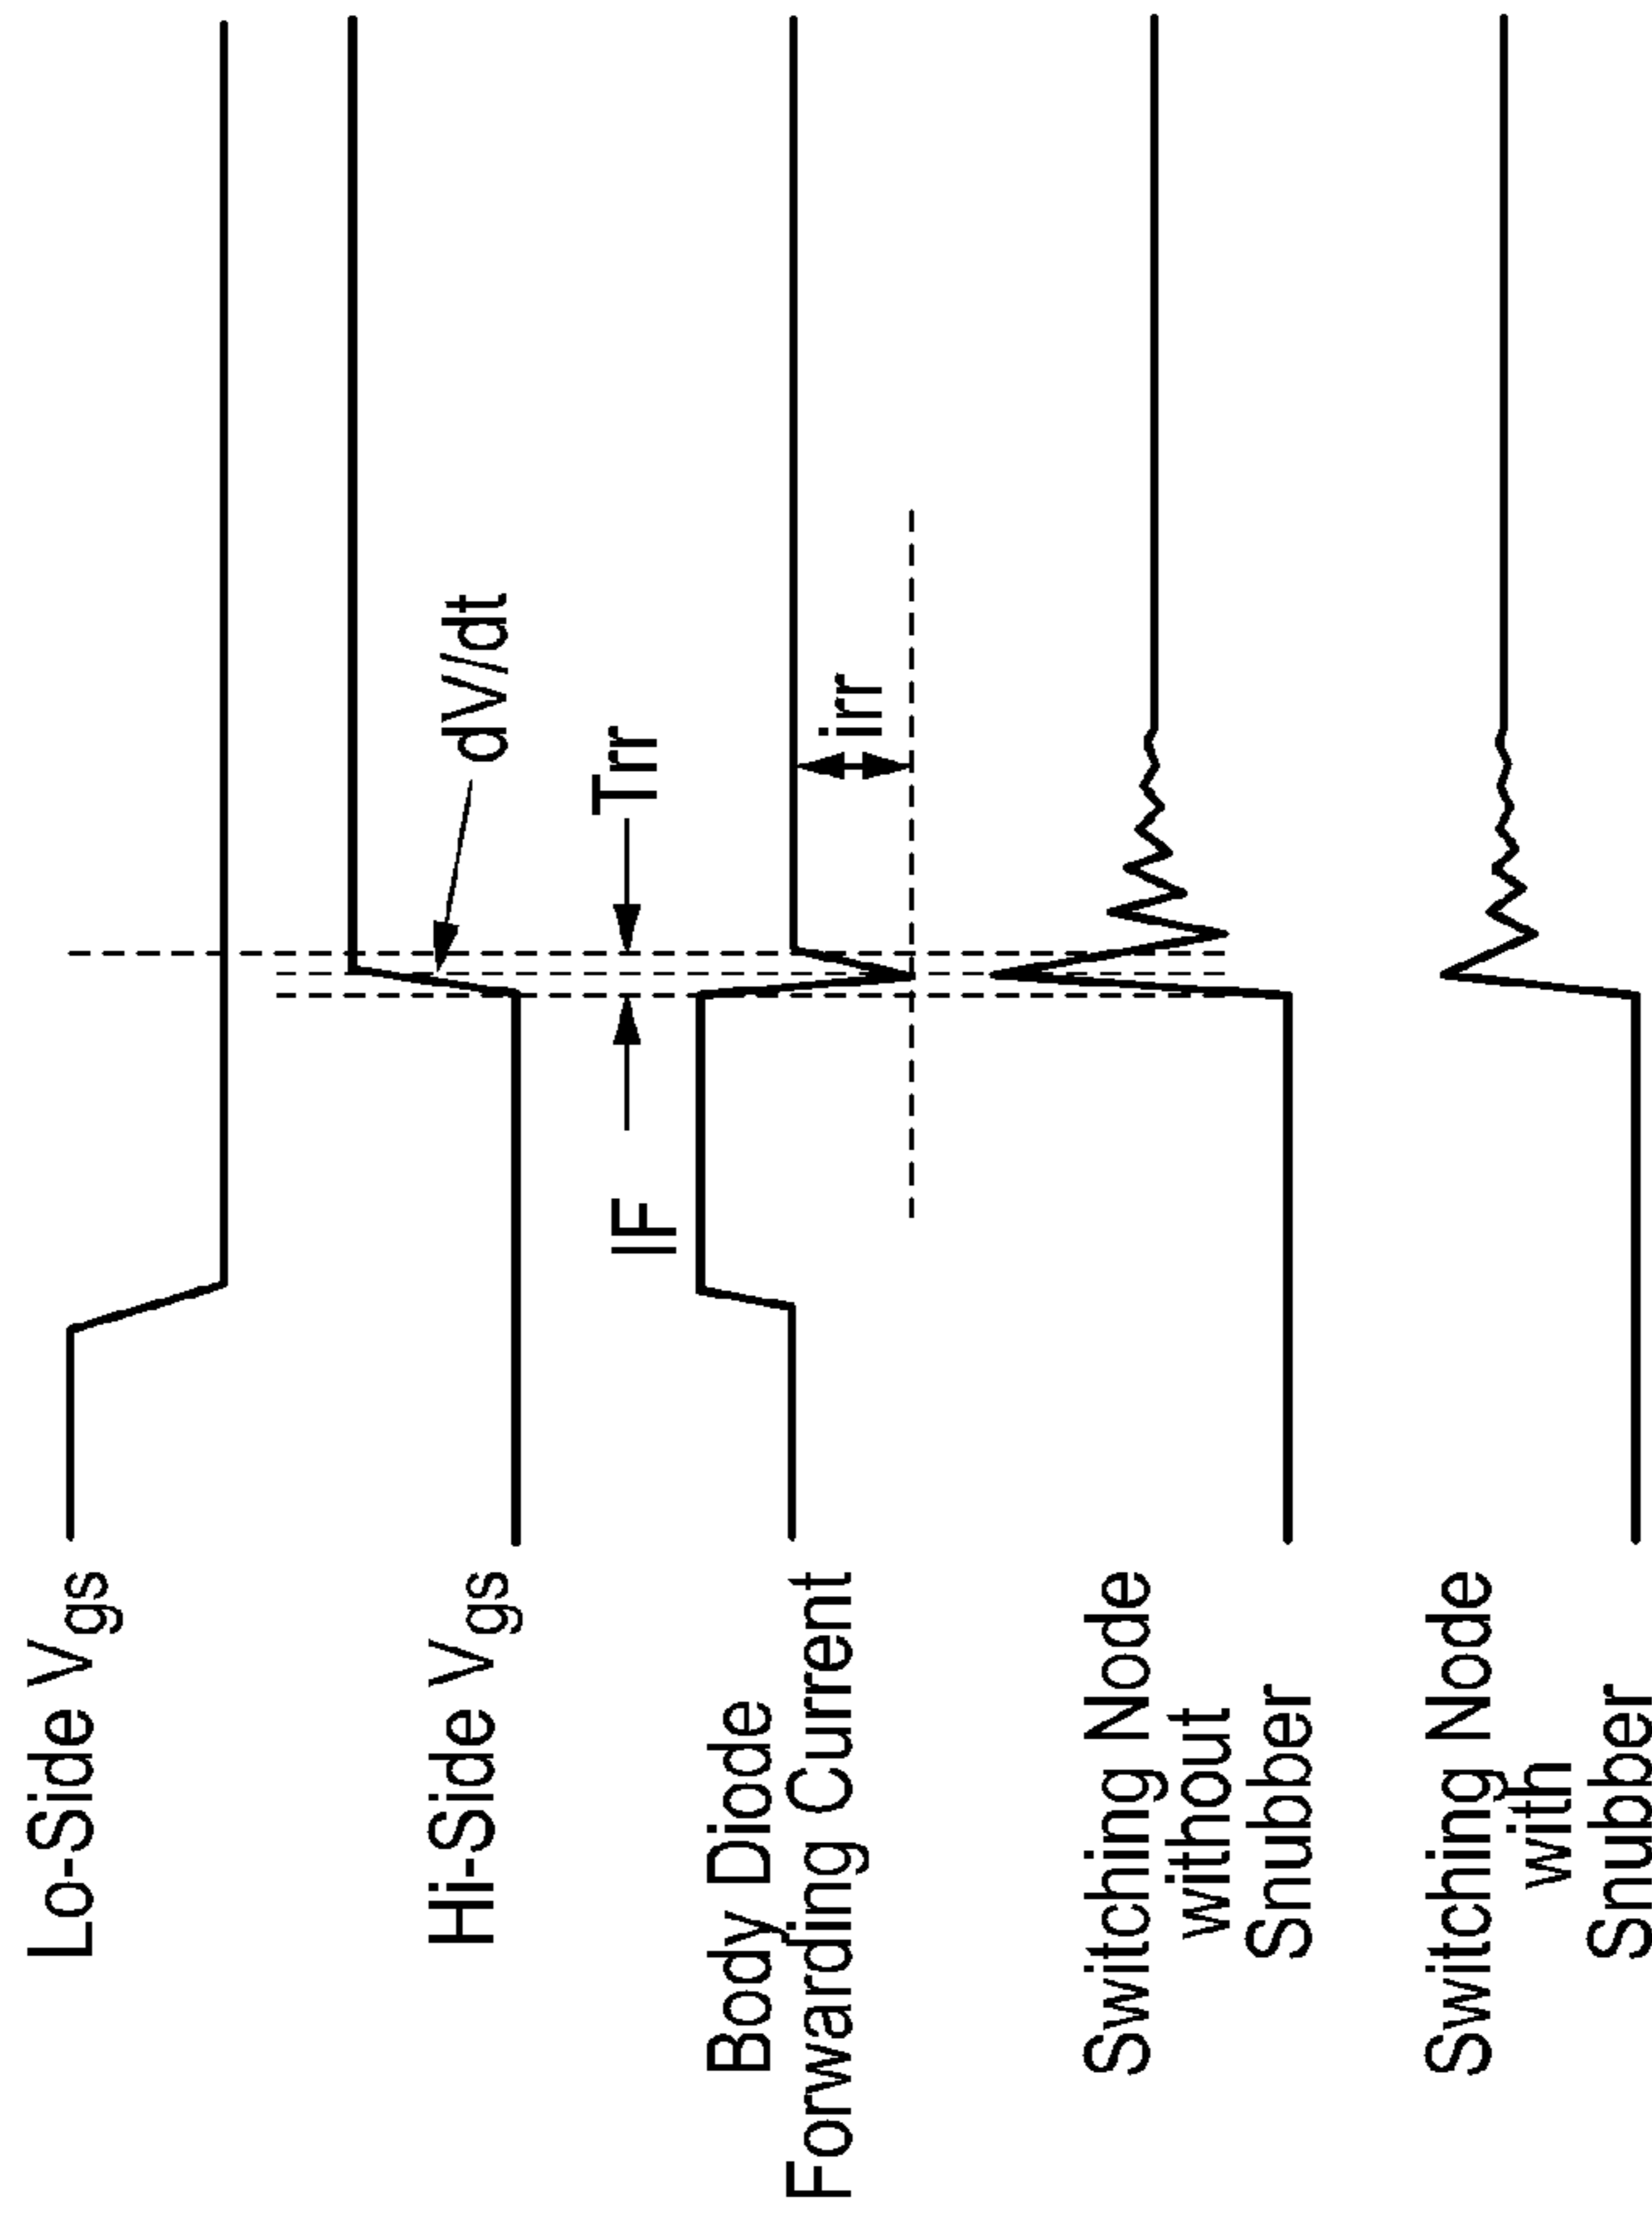 Lo-Side Vgs
Hi-Side Vgs
dV/dt
Trr
IF
Body Diode
Forwarding Current
irr
Switching Node
without
Snubber
Switching Node
with
Snubber